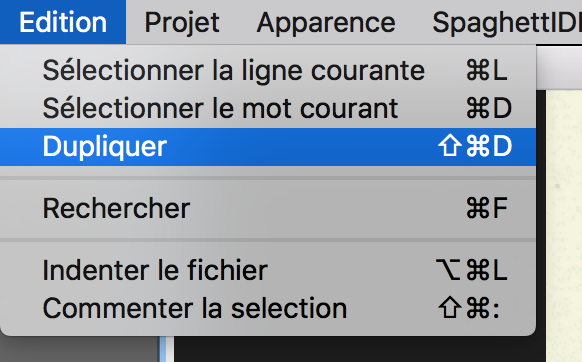 Edition Projet Apparence SpaghettID
Sélectionner la ligne courante ⌘L
Sélectionner le mot courant ⌘D
Dupliquer ⇧⌘D
Rechercher ⌘F
Indenter le fichier ⌥⌘L
Commenter la selection ⇧⌘: